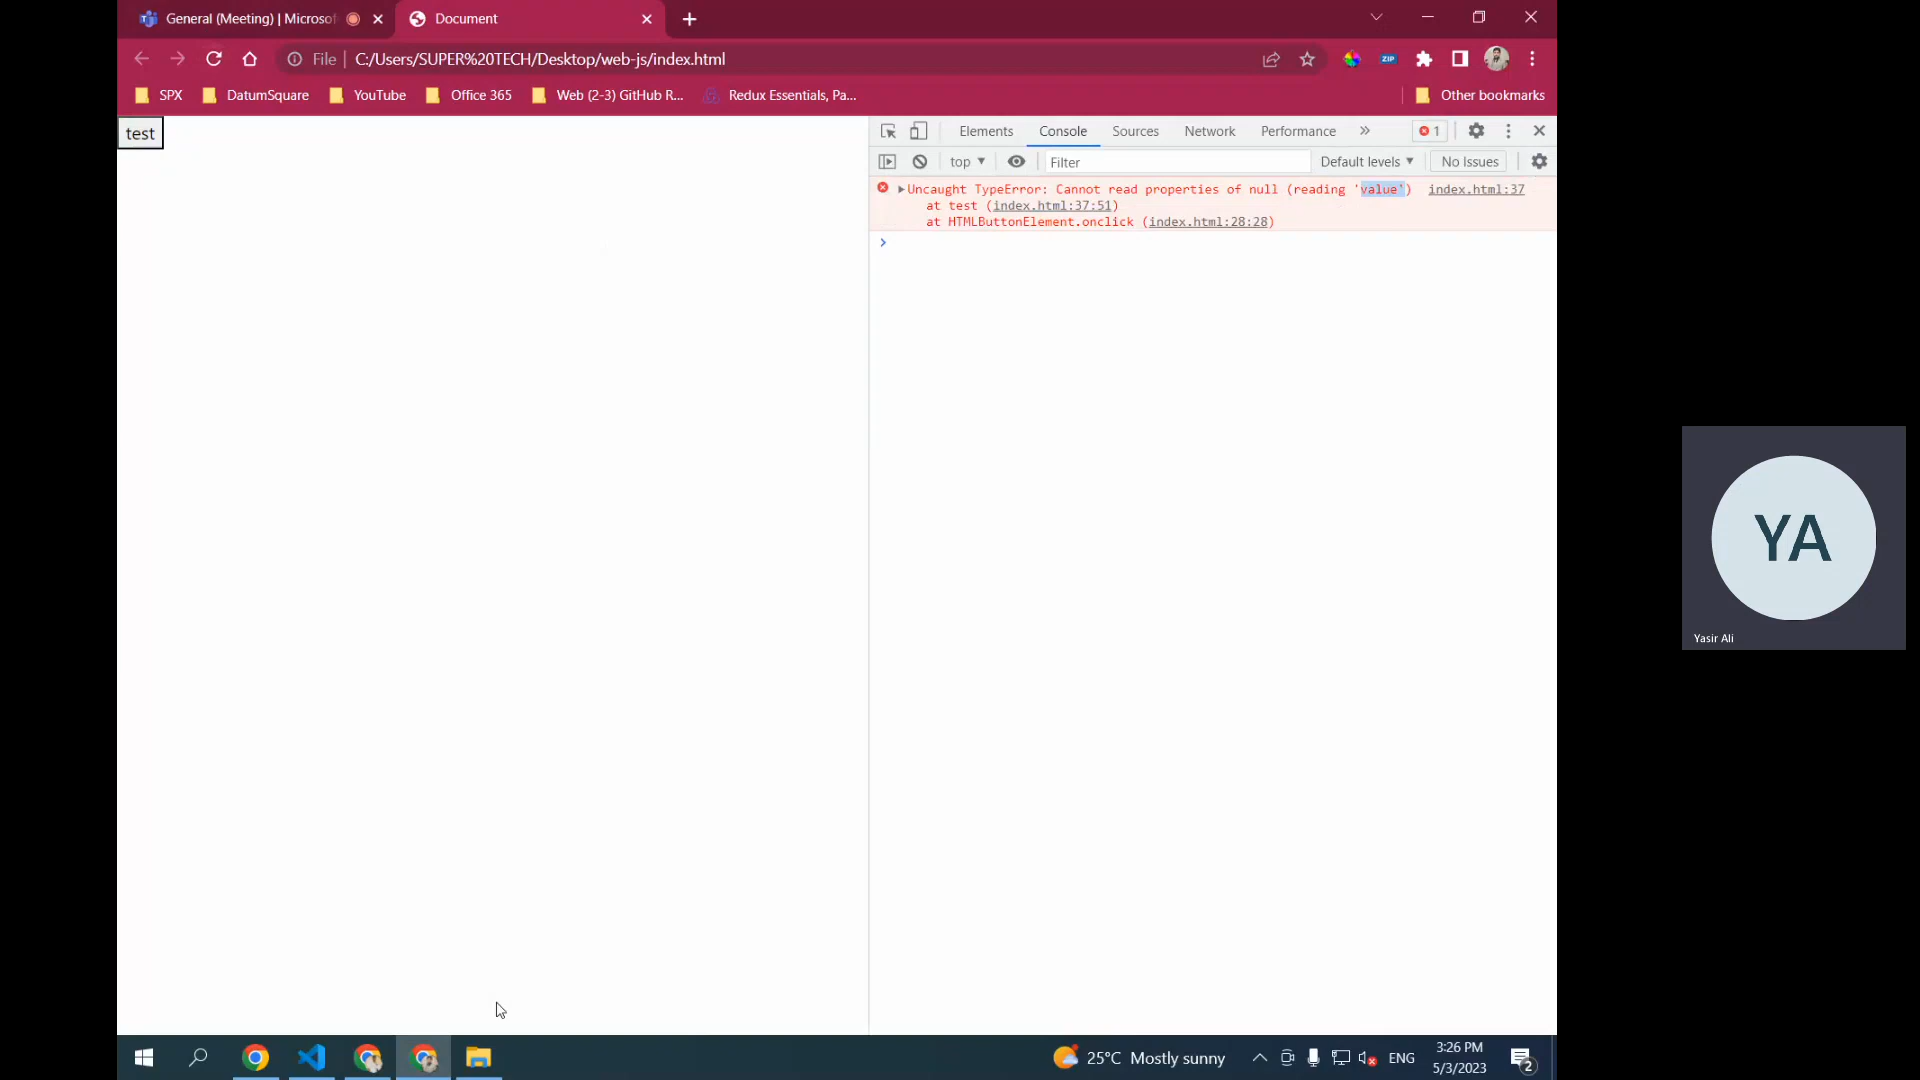 General (Meeting) | Microsof
Document
File
C:/Users/SUPER%20TECH/Desktop/web-js/index.html
SPX
DatumSquare
YouTube
Office 365
Web (2-3) GitHub R...
Redux Essentials, Pa...
Other bookmarks
ZIP
test
Elements
Console
Sources
Network
Performance
1
top
Filter
Default levels
No Issues
Uncaught TypeError: Cannot read properties of null (reading 'value') index.html:37
at test (index.html:37:51)
at HTMLButtonElement.onclick (index.html:28:28)
YA
Yasir Ali
25°C Mostly sunny
ENG
3:26 PM
5/3/2023
2